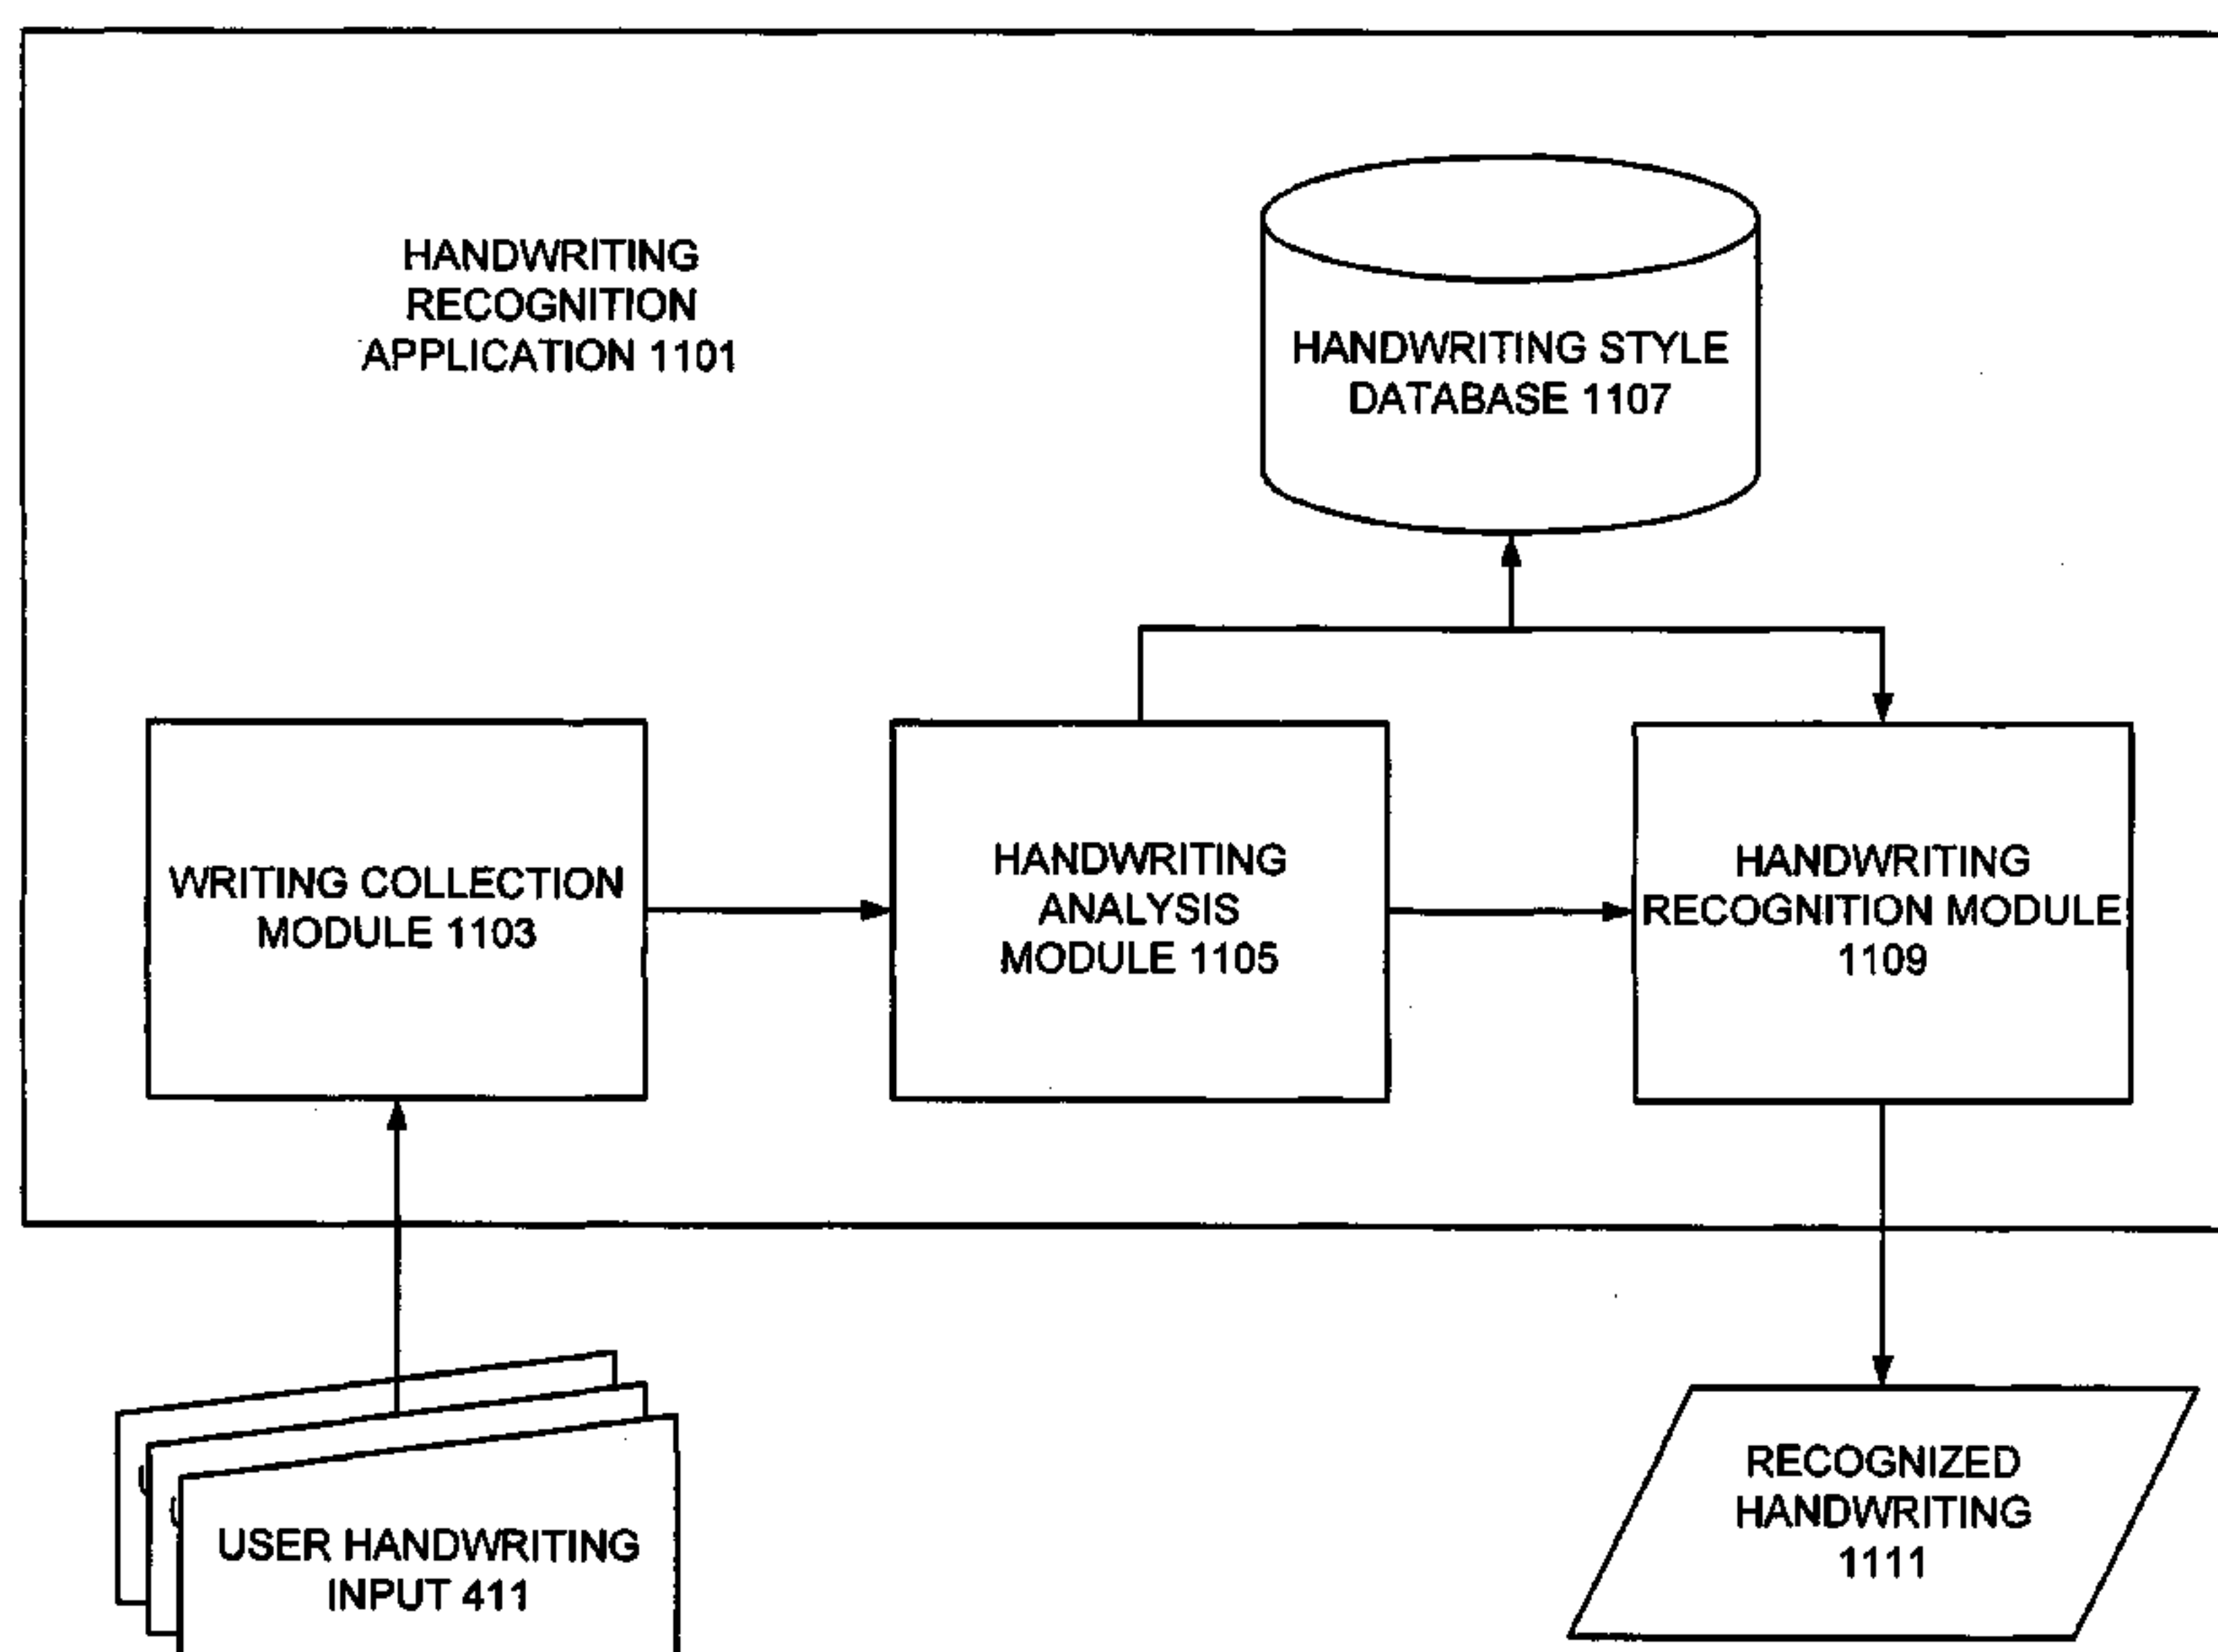 HANDWRITING
RECOGNITION
APPLICATION 1101
HANDWRITING STYLE
DATABASE 1107
WRITING COLLECTION
MODULE 1103
HANDWRITING
ANALYSIS
MODULE 1105
HANDWRITING
RECOGNITION MODULE
1109
USER HANDWRITING
INPUT 411
RECOGNIZED
HANDWRITING
1111